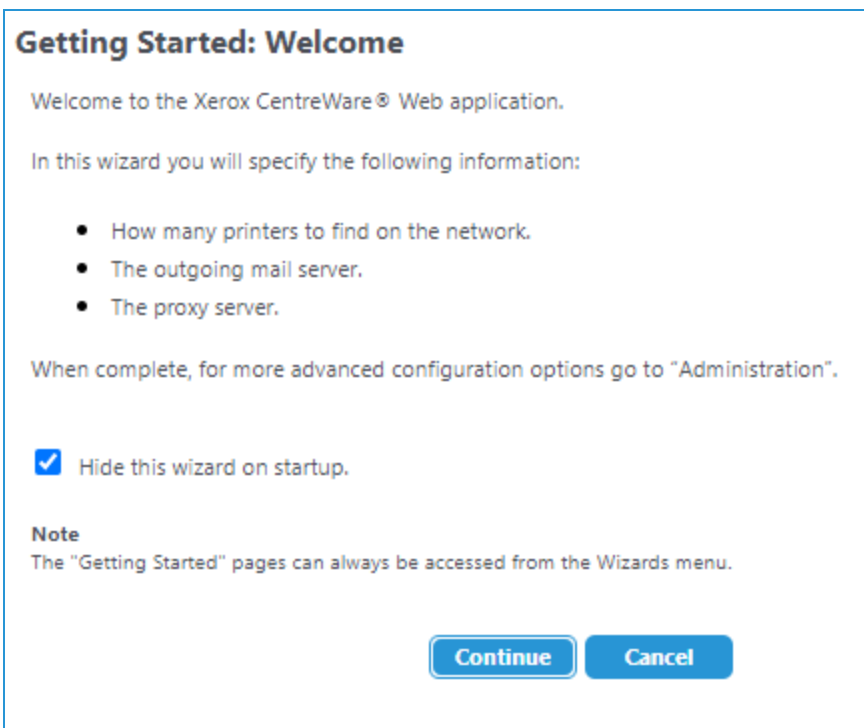 Getting Started: Welcome
Welcome to the Xerox CentreWare® Web application.
In this wizard you will specify the following information:
• How many printers to find on the network.
• The outgoing mail server.
• The proxy server.
When complete, for more advanced configuration options go to “Administration”.
Hide this wizard on startup.
Note
The "Getting Started" pages can always be accessed from the Wizards menu.
Continue Cancel